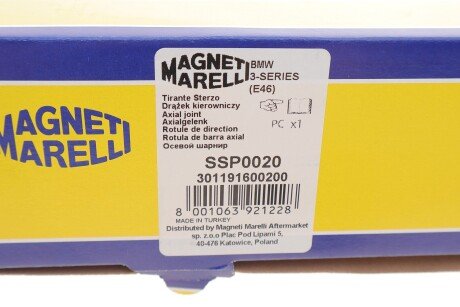 MAGNETI
MARELLI
MAGNETI
MARELLI
BMW
3-SERIES
(E46)
Tirante Sterzo
Drążek kierowniczy
Axial joint
Axialgelenk
Rotule de direction
Rotula de barra axial
Осевой шарнир
PC x1
SSP0020
301191600200
8 001063 921228
MADE IN TURKEY
Distributed by Magneti Marelli Aftermarket
sp. z.o.o Plac Pod Lipami 5,
40-476 Katowice, Poland